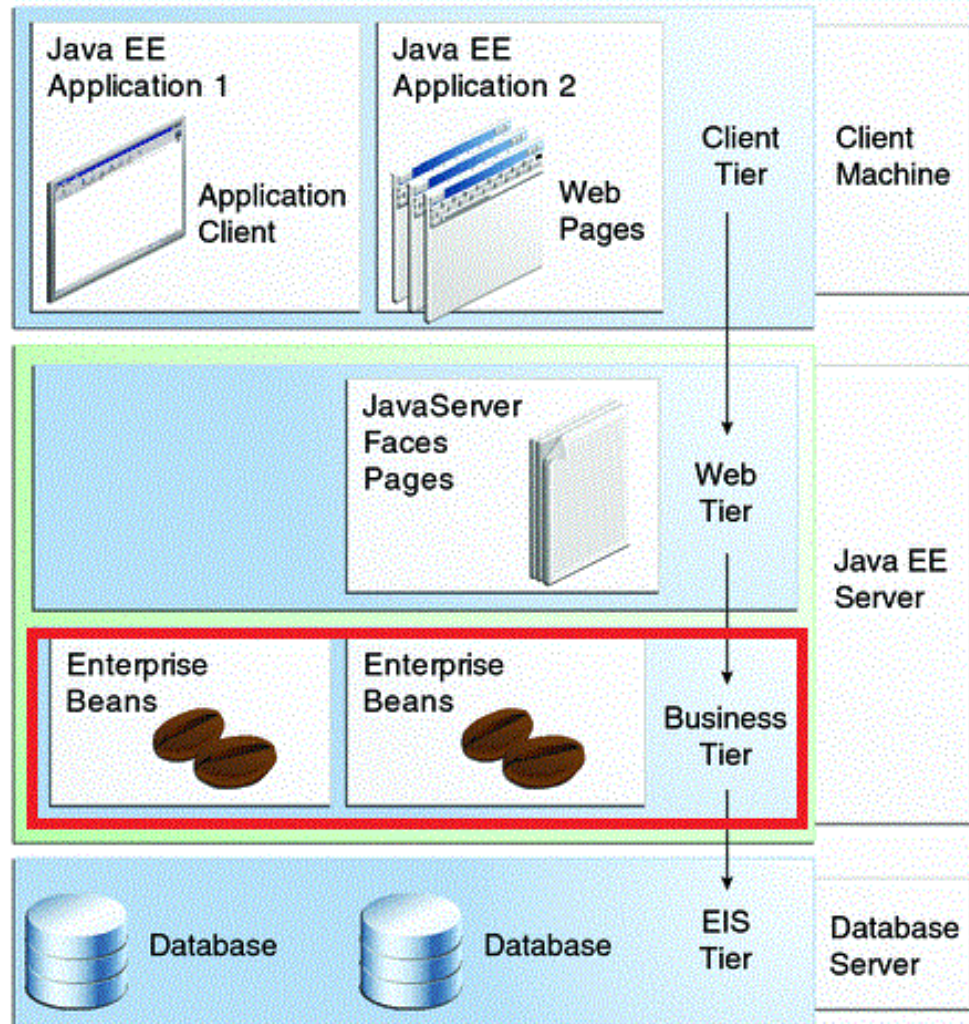 Java EE
Application 1
Application
Client
Java EE
Application 2
Web
Pages
Client
Tier
Client
Machine
JavaServer
Faces
Pages
Web
Tier
Java EE
Server
Enterprise
Beans
Enterprise
Beans
Business
Tier
Database
Database
EIS
Tier
Database
Server